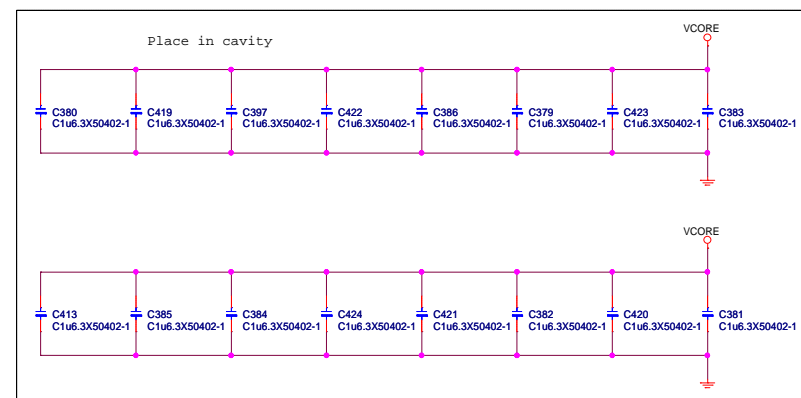 Place in cavity
VCORE
C380 C419 C397 C422 C386 C379 C423 C383
C1u6.3X50402-1 C1u6.3X50402-1 C1u6.3X50402-1 C1u6.3X50402-1 C1u6.3X50402-1 C1u6.3X50402-1 C1u6.3X50402-1 C1u6.3X50402-1
VCORE
C413 C385 C384 C424 C421 C382 C420 C381
C1u6.3X50402-1 C1u6.3X50402-1 C1u6.3X50402-1 C1u6.3X50402-1 C1u6.3X50402-1 C1u6.3X50402-1 C1u6.3X50402-1 C1u6.3X50402-1